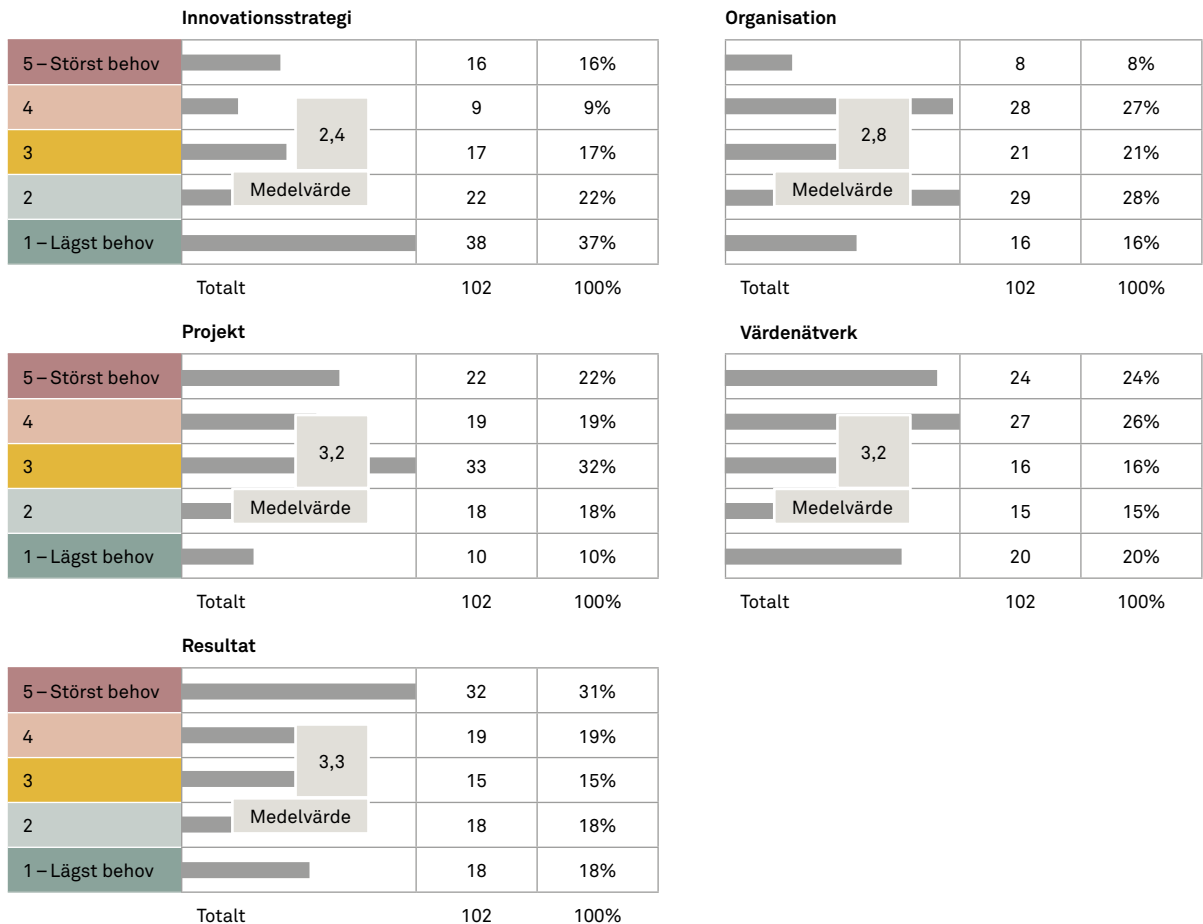 Innovationsstrategi
5 – Störst behov 16 16%
4 9 9%
2,4
3 17 17%
Medelvärde
2 22 22%
1 – Lägst behov 38 37%
Totalt 102 100%
Organisation
8 8%
28 27%
2,8
21 21%
Medelvärde
29 28%
16 16%
Totalt 102 100%
Projekt
5 – Störst behov 22 22%
4 19 19%
3,2
3 33 32%
Medelvärde
2 18 18%
1 – Lägst behov 10 10%
Totalt 102 100%
Värdenätverk
24 24%
27 26%
3,2
16 16%
Medelvärde
15 15%
20 20%
Totalt 102 100%
Resultat
5 – Störst behov 32 31%
4 19 19%
3,3
3 15 15%
Medelvärde
2 18 18%
1 – Lägst behov 18 18%
Totalt 102 100%